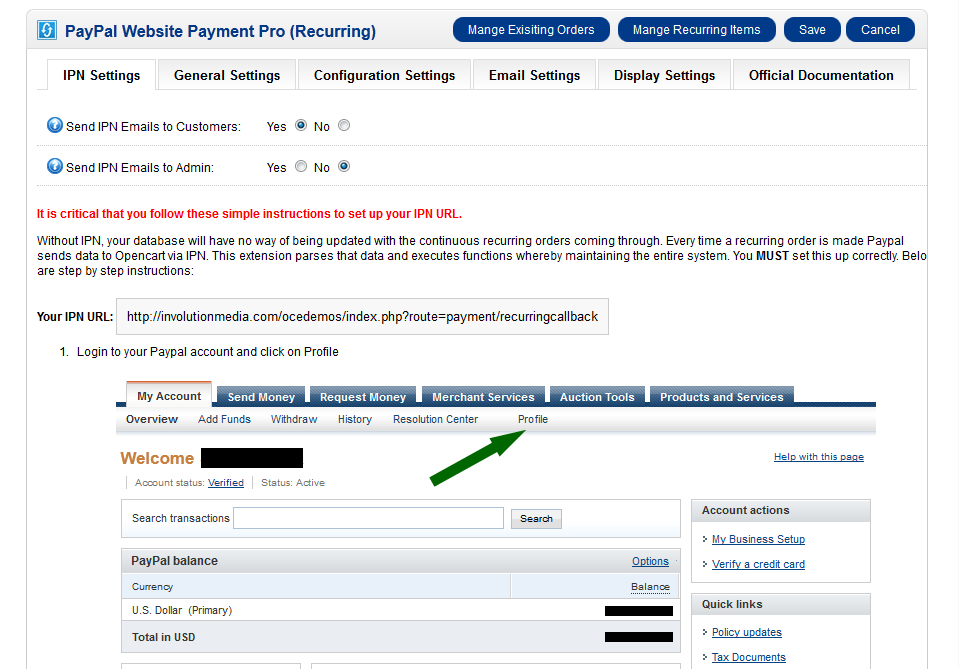 PayPal Website Payment Pro (Recurring)
Mange Exisiting Orders
Mange Recurring Items
Save
Cancel
IPN Settings
General Settings
Configuration Settings
Email Settings
Display Settings
Official Documentation
Send IPN Emails to Customers: Yes No
Send IPN Emails to Admin: Yes No
It is critical that you follow these simple instructions to set up your IPN URL.
Without IPN, your database will have no way of being updated with the continuous recurring orders coming through. Every time a recurring order is made Paypal
sends data to Opencart via IPN. This extension parses that data and executes functions whereby maintaining the entire system. You MUST set this up correctly. Belo
are step by step instructions:
Your IPN URL: http://involutionmedia.com/ocedemos/index.php?route=payment/recurringcallback
1. Login to your Paypal account and click on Profile
My Account
Send Money
Request Money
Merchant Services
Auction Tools
Products and Services
Overview
Add Funds
Withdraw
History
Resolution Center
Profile
Welcome
Help with this page
Account status: Verified
Status: Active
Search transactions
Search
PayPal balance
Options
Currency
Balance
U.S. Dollar (Primary)
Total in USD
Account actions
My Business Setup
Verify a credit card
Quick links
Policy updates
Tax Documents